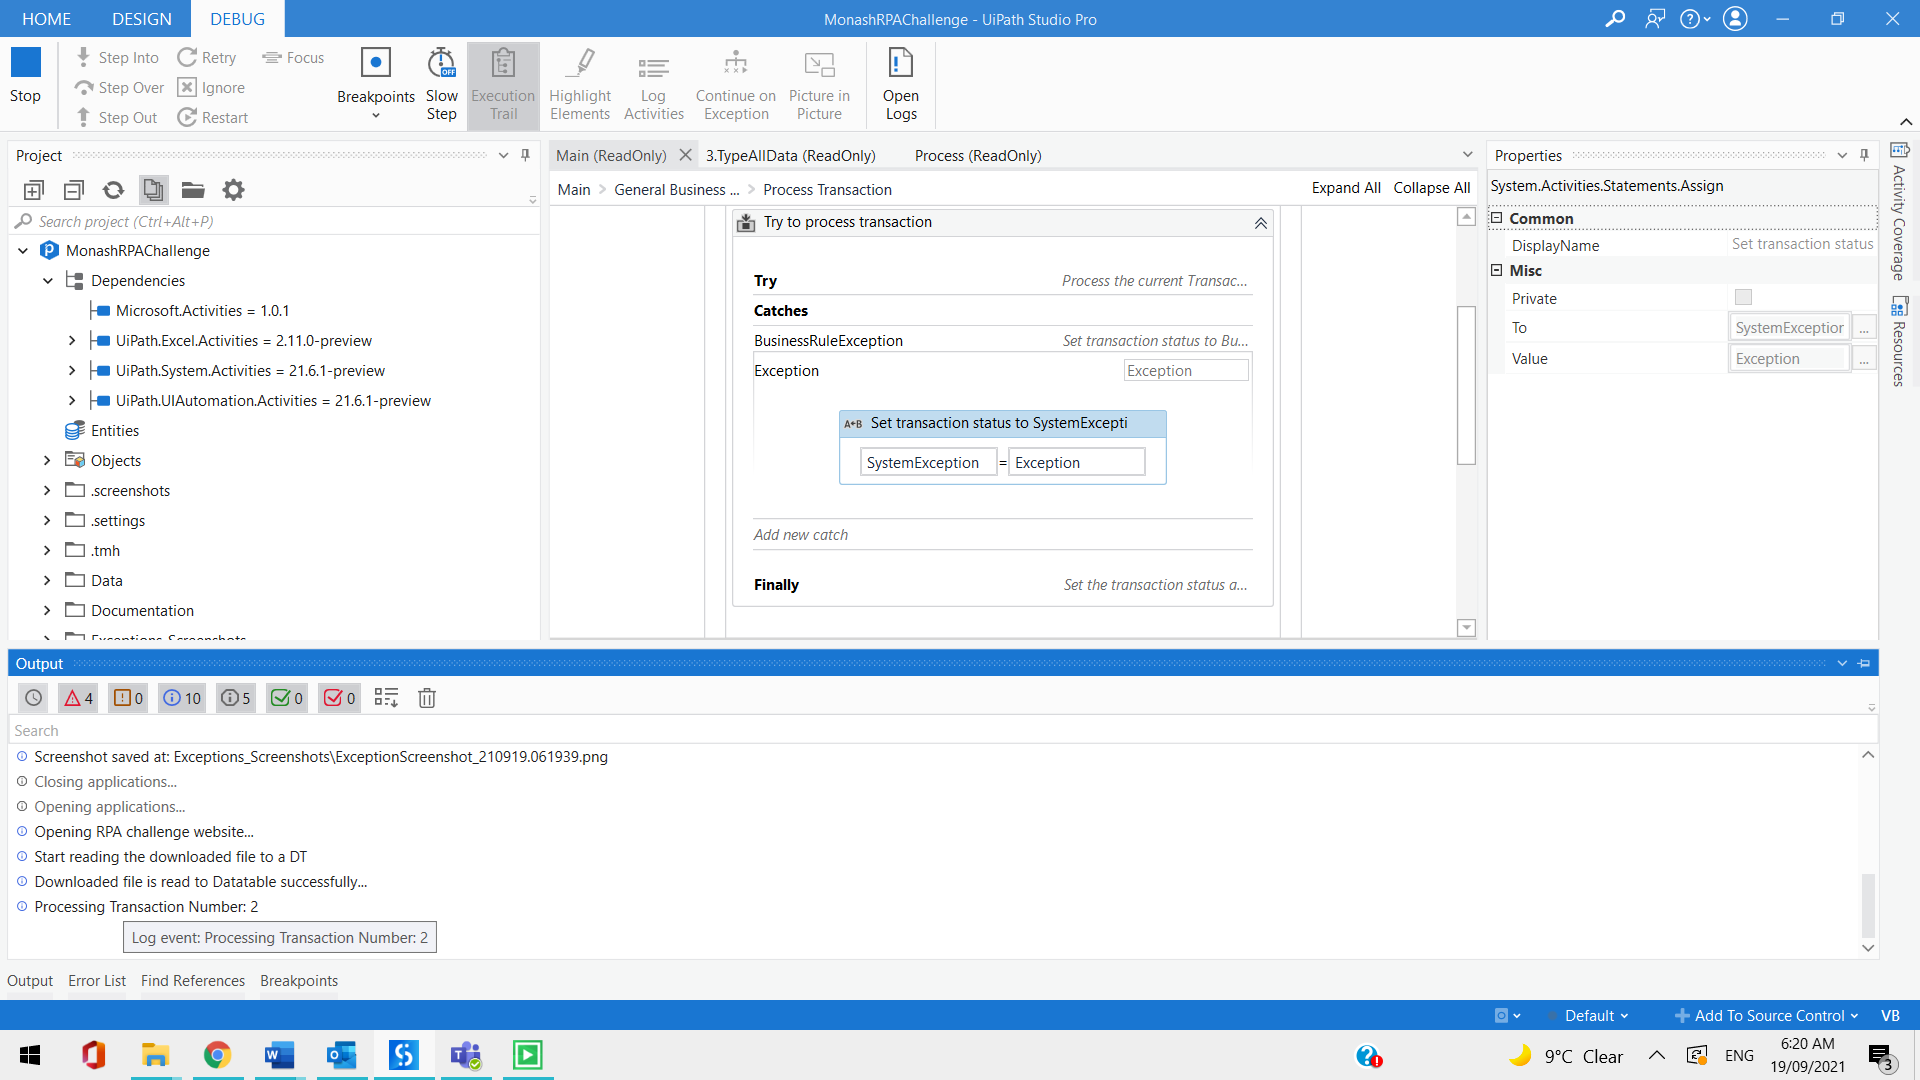 HOME DESIGN DEBUG MonashRPAChallenge - UiPath Studio Pro
Stop
Step Into
Step Over
Step Out
Retry
Ignore
Restart
Focus
Breakpoints
Slow Step
OFF
Execution Trail
Highlight Elements
Log Activities
Continue on Exception
Picture in Picture
Open Logs
Project
Search project (Ctrl+Alt+P)
MonashRPAChallenge
Dependencies
Microsoft.Activities = 1.0.1
UiPath.Excel.Activities = 2.11.0-preview
UiPath.System.Activities = 21.6.1-preview
UiPath.UIAutomation.Activities = 21.6.1-preview
Entities
Objects
.screenshots
.settings
.tmh
Data
Documentation
Exceptions_Screenshots
Main (ReadOnly) 3.TypeAllData (ReadOnly) Process (ReadOnly)
Main > General Business ... > Process Transaction Expand All Collapse All
Try to process transaction
Try Process the current Transac...
Catches
BusinessRuleException Set transaction status to Bu...
Exception Exception
A+B Set transaction status to SystemExcepti
SystemException = Exception
Add new catch
Finally Set the transaction status a...
Properties
System.Activities.Statements.Assign
Common
DisplayName Set transaction status
Misc
Private
To SystemException ...
Value Exception ...
Activity Coverage
Resources
Output
4 0 10 5 0 0
Search
Screenshot saved at: Exceptions_Screenshots\ExceptionScreenshot_210919.061939.png
Closing applications...
Opening applications...
Opening RPA challenge website...
Start reading the downloaded file to a DT
Downloaded file is read to Datatable successfully...
Processing Transaction Number: 2
Log event: Processing Transaction Number: 2
Output Error List Find References Breakpoints
Default Add To Source Control VB
9°C Clear ENG 6:20 AM
19/09/2021
3